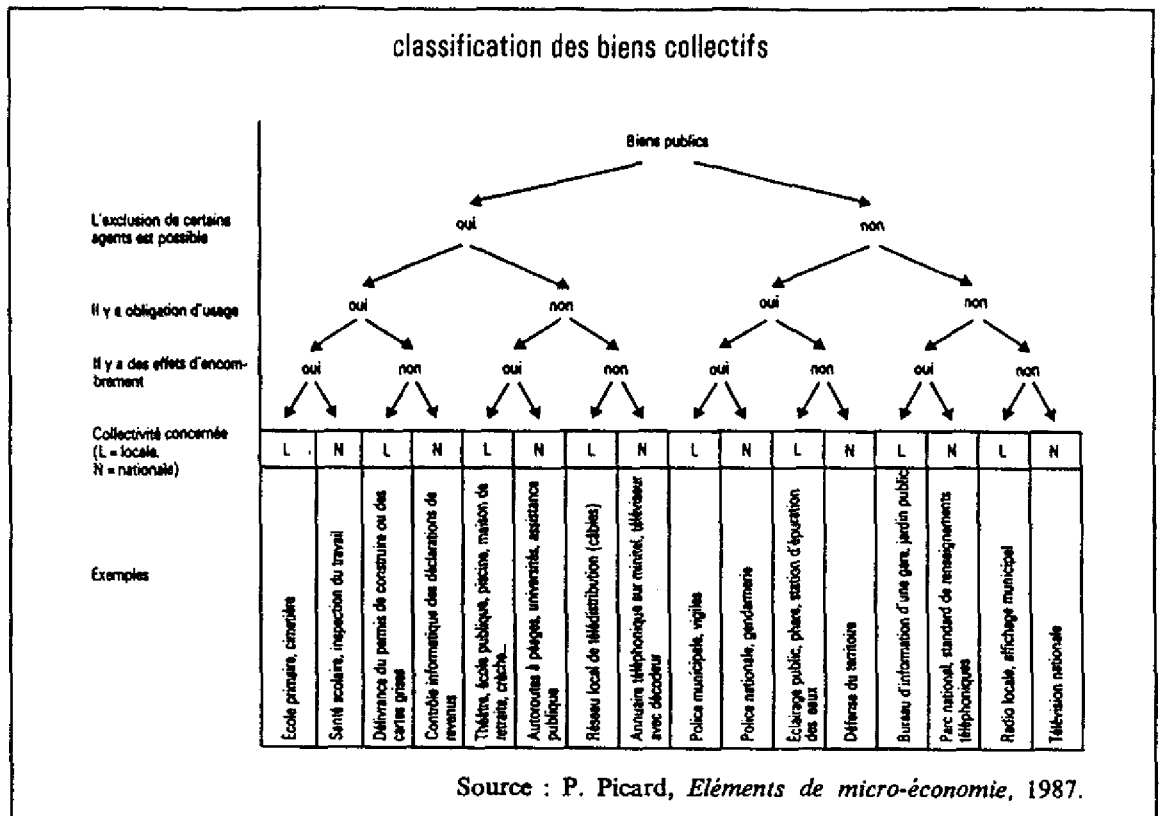 classification des biens collectifs
Biens publics
L'exclusion de certains
agents est possible
oui
non
Il y a obligation d'usage
oui
non
oui
non
Il y a des effets d'encom-
brement
oui
non
oui
non
oui
non
oui
non
Collectivité concernée
(L = locale.
N = nationale)
L
N
L
N
L
N
L
N
L
N
L
N
L
N
L
N
Exemples
École primaire, cimetière
Santé scolaire, inspection du travail
Délivrance du permis de construire ou des
cartes grises
Contrôle informatique des déclarations de
revenus
Théâtre, école publique, piscine, maison de
retraite, crèche...
Autoroutes à péages, universités, assistance
publique
Réseau local de télédistribution (câbles)
Annuaire téléphonique sur minitel, téléviseur
avec décodeur
Police municipale, vigiles
Police nationale, gendarmerie
Éclairage public, phare, station d'épuration
des eaux
Défense du territoire
Bureau d'information d'une gare, jardin public
Parc national, standard de renseignements
téléphoniques
Radio locale, affichage municipal
Télévision nationale
Source : P. Picard, Eléments de micro-économie, 1987.